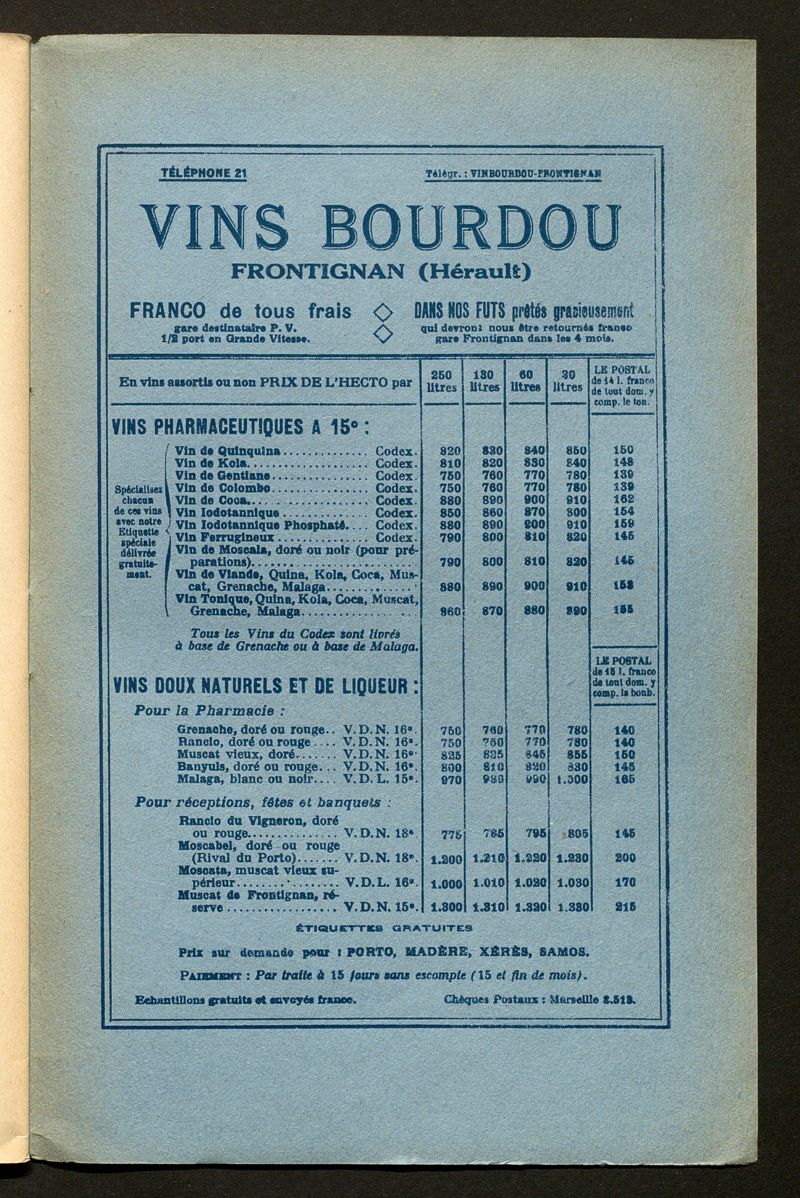 TÉLÉPHONE 21 Télégr. : VINBOURDOU-FRONTIGNAN
VINS BOURDOU
FRONTIGNAN (Hérault)
FRANCO de tous frais DANS NOS FUTS prêtés gracieusement
gare destinataire P. V. qui devront nous être retournés franco
1/2 port en Grande Vitesse. gare Frontignan dans les 4 mois.
En vins assortis ou non PRIX DE L'HECTO par 250 litres 130 litres 60 litres 30 litres
LE POSTAL
de 14 l. franco
de tout dom. y
comp. le ton.
VINS PHARMACEUTIQUES A 15° :
Spécialisez
chacun
de ces vins
avec notre
Etiquette
spéciale
délivrée
gratuite-
ment.
Vin de Quinquina .............. Codex. 820 830 840 850 150
Vin de Kola .................... Codex. 810 820 830 840 148
Vin de Gentiane ................ Codex. 750 760 770 780 139
Vin de Colombo ................ Codex. 750 760 770 780 139
Vin de Coca .................... Codex. 880 890 900 910 162
Vin Iodotannique .............. Codex. 850 860 870 800 154
Vin Iodotannique Phosphaté .... Codex. 880 890 900 910 159
Vin Ferrugineux ............... Codex. 790 800 810 820 145
Vin de Moscata, doré ou noir (pour pré-
parations) ........................... 790 800 810 820 145
Vin de Viande, Quina, Kola, Coca, Mus-
cat, Grenache, Malaga .............. 880 890 900 910 158
Vin Tonique, Quina, Kola, Coca, Muscat,
Grenache, Malaga .................. 860 870 880 890 155
Tous les Vins du Codex sont livrés
à base de Grenache ou à base de Malaga.
LE POSTAL
de 15 l. franco
de tout dom. y
comp. la bonb.
VINS DOUX NATURELS ET DE LIQUEUR :
Pour la Pharmacie :
Grenache, doré ou rouge .. V. D. N. 16°. 750 760 770 780 140
Rancio, doré ou rouge .... V. D. N. 16°. 750 760 770 780 140
Muscat vieux, doré ....... V. D. N. 16°. 825 835 845 855 150
Banyuls, doré ou rouge ... V. D. N. 16°. 800 810 820 830 145
Malaga, blanc ou noir .... V. D. L. 15°. 970 980 990 1.000 165
Pour réceptions, fêtes et banquets :
Rancio du Vigneron, doré
ou rouge ............... V. D. N. 18°. 775 785 795 805 145
Moscabel, doré ou rouge
(Rival du Porto) ....... V. D. N. 18°. 1.200 1.210 1.220 1.230 200
Moscata, muscat vieux su-
périeur ................ V. D. L. 16°. 1.000 1.010 1.020 1.030 170
Muscat de Frontignan, ré-
serve .................. V. D. N. 15°. 1.300 1.310 1.320 1.330 215
ÉTIQUETTES GRATUITES
Prix sur demande pour : PORTO, MADÈRE, XÉRÈS, SAMOS.
PAIEMENT : Par traite à 15 jours sans escompte (15 et fin de mois).
Echantillons gratuits et envoyés franco. Chèques Postaux : Marseille 2.513.